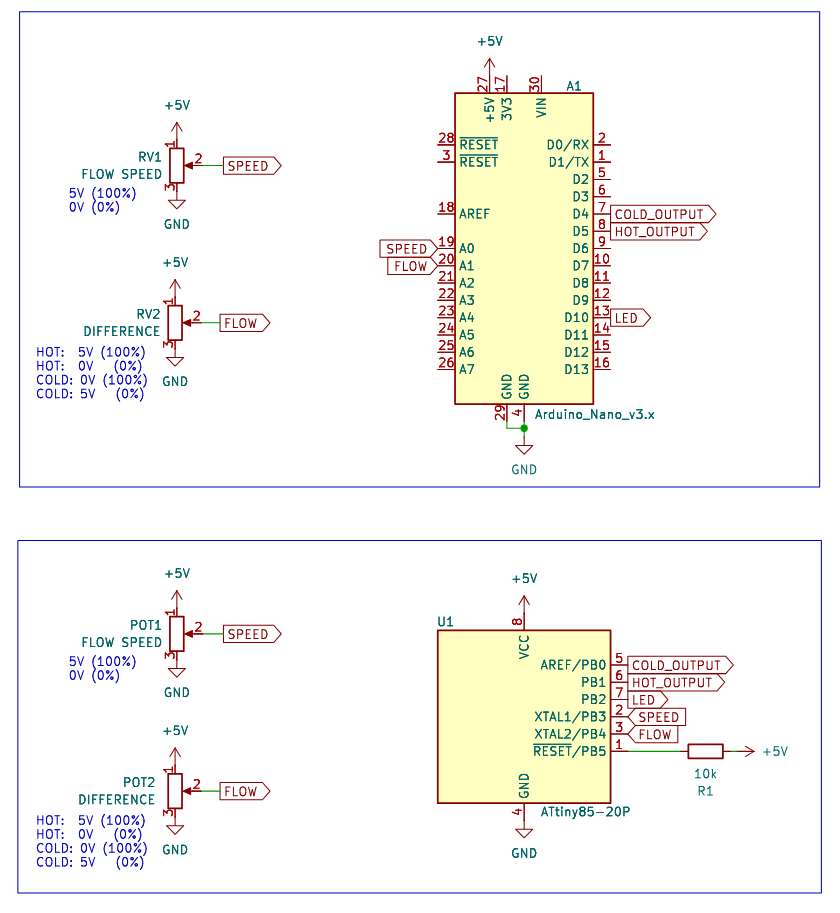 +5V
1
RV1
2
SPEED
FLOW SPEED
3
5V (100%)
0V (0%)
GND
+5V
1
RV2
2
FLOW
DIFFERENCE
3
HOT: 5V (100%)
HOT: 0V (0%)
COLD: 0V (100%)
COLD: 5V (0%)
GND
+5V
27 17 30
A1
+5V 3V3 VIN
28 RESET D0/RX 2
3 RESET D1/TX 1
D2 5
D3 6
18 AREF D4 7 COLD_OUTPUT
D5 8 HOT_OUTPUT
SPEED 19 A0 D6 9
FLOW 20 A1 D7 10
21 A2 D8 11
22 A3 D9 12
23 A4 D10 13 LED
24 A5 D11 14
25 A6 D12 15
26 A7 D13 16
GND GND
29 4
Arduino_Nano_v3.x
GND
+5V
1
POT1
2
SPEED
FLOW SPEED
3
5V (100%)
0V (0%)
GND
+5V
1
POT2
2
FLOW
DIFFERENCE
3
HOT: 5V (100%)
HOT: 0V (0%)
COLD: 0V (100%)
COLD: 5V (0%)
GND
+5V
8
U1
VCC
AREF/PB0 5 COLD_OUTPUT
PB1 6 HOT_OUTPUT
PB2 7 LED
XTAL1/PB3 2 SPEED
XTAL2/PB4 3 FLOW
RESET/PB5 1
+5V
10k
R1
GND
4
ATtiny85-20P
GND